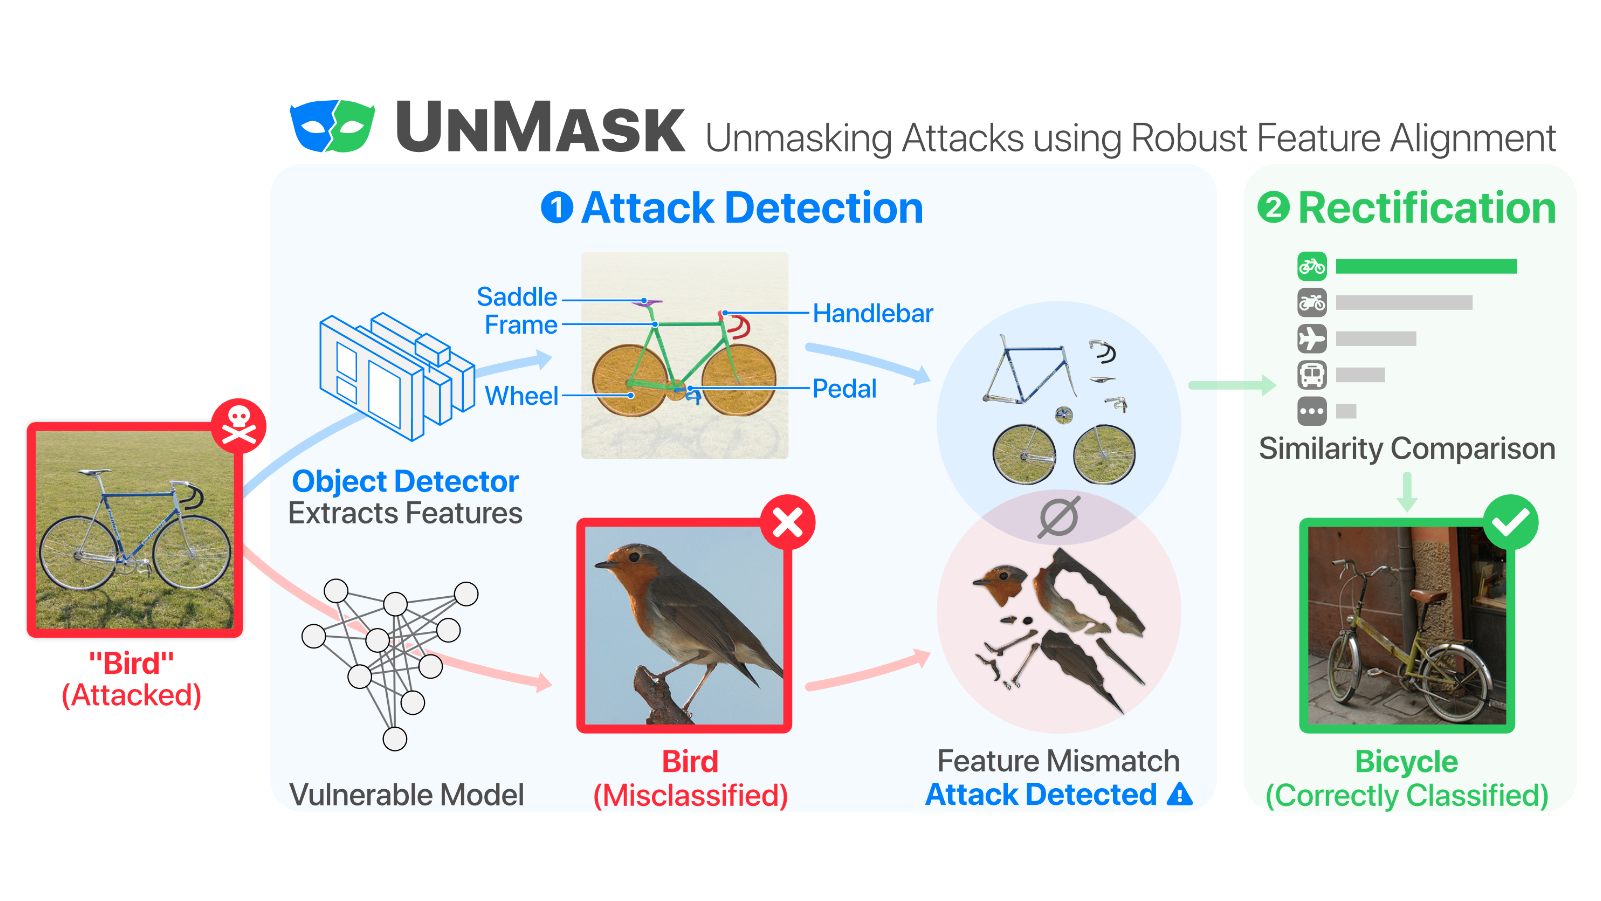 UNMASK Unmasking Attacks using Robust Feature Alignment
1 Attack Detection
2 Rectification
Saddle
Frame
Wheel
Handlebar
Pedal
Object Detector
Extracts Features
"Bird"
(Attacked)
Vulnerable Model
Bird
(Misclassified)
Ø
Feature Mismatch
Attack Detected
Similarity Comparison
Bicycle
(Correctly Classified)